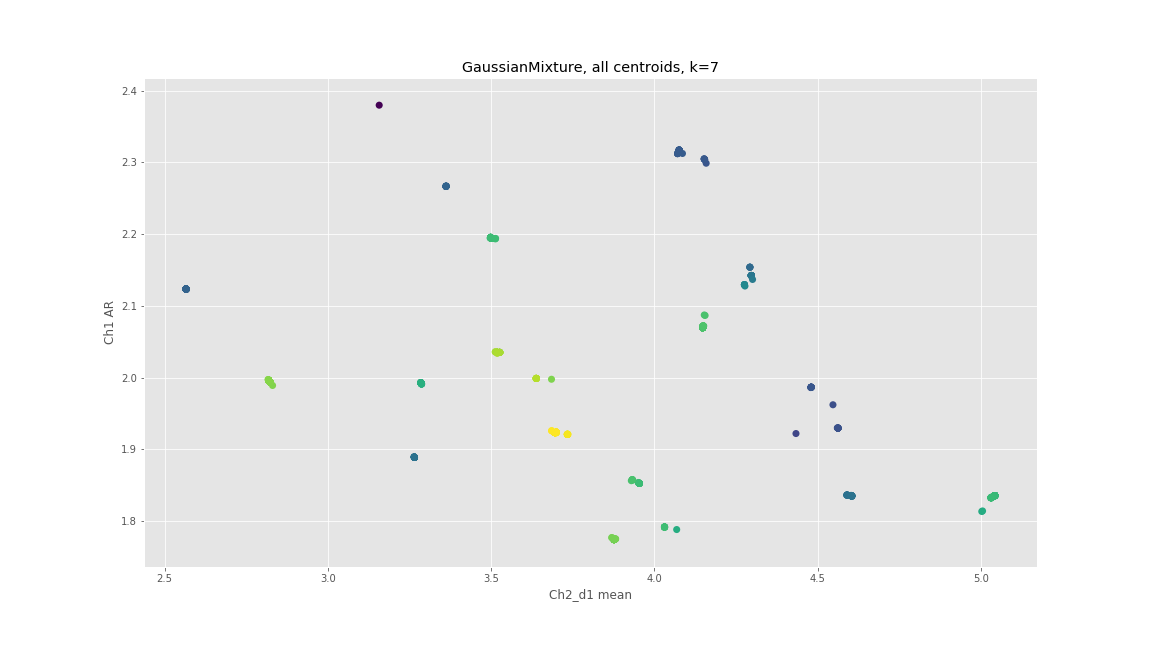 GaussianMixture, all centroids, k=7
2.4
2.3
2.2
2.1
2.0
1.9
1.8
Ch1 AR
2.5 3.0 3.5 4.0 4.5 5.0
Ch2_d1 mean